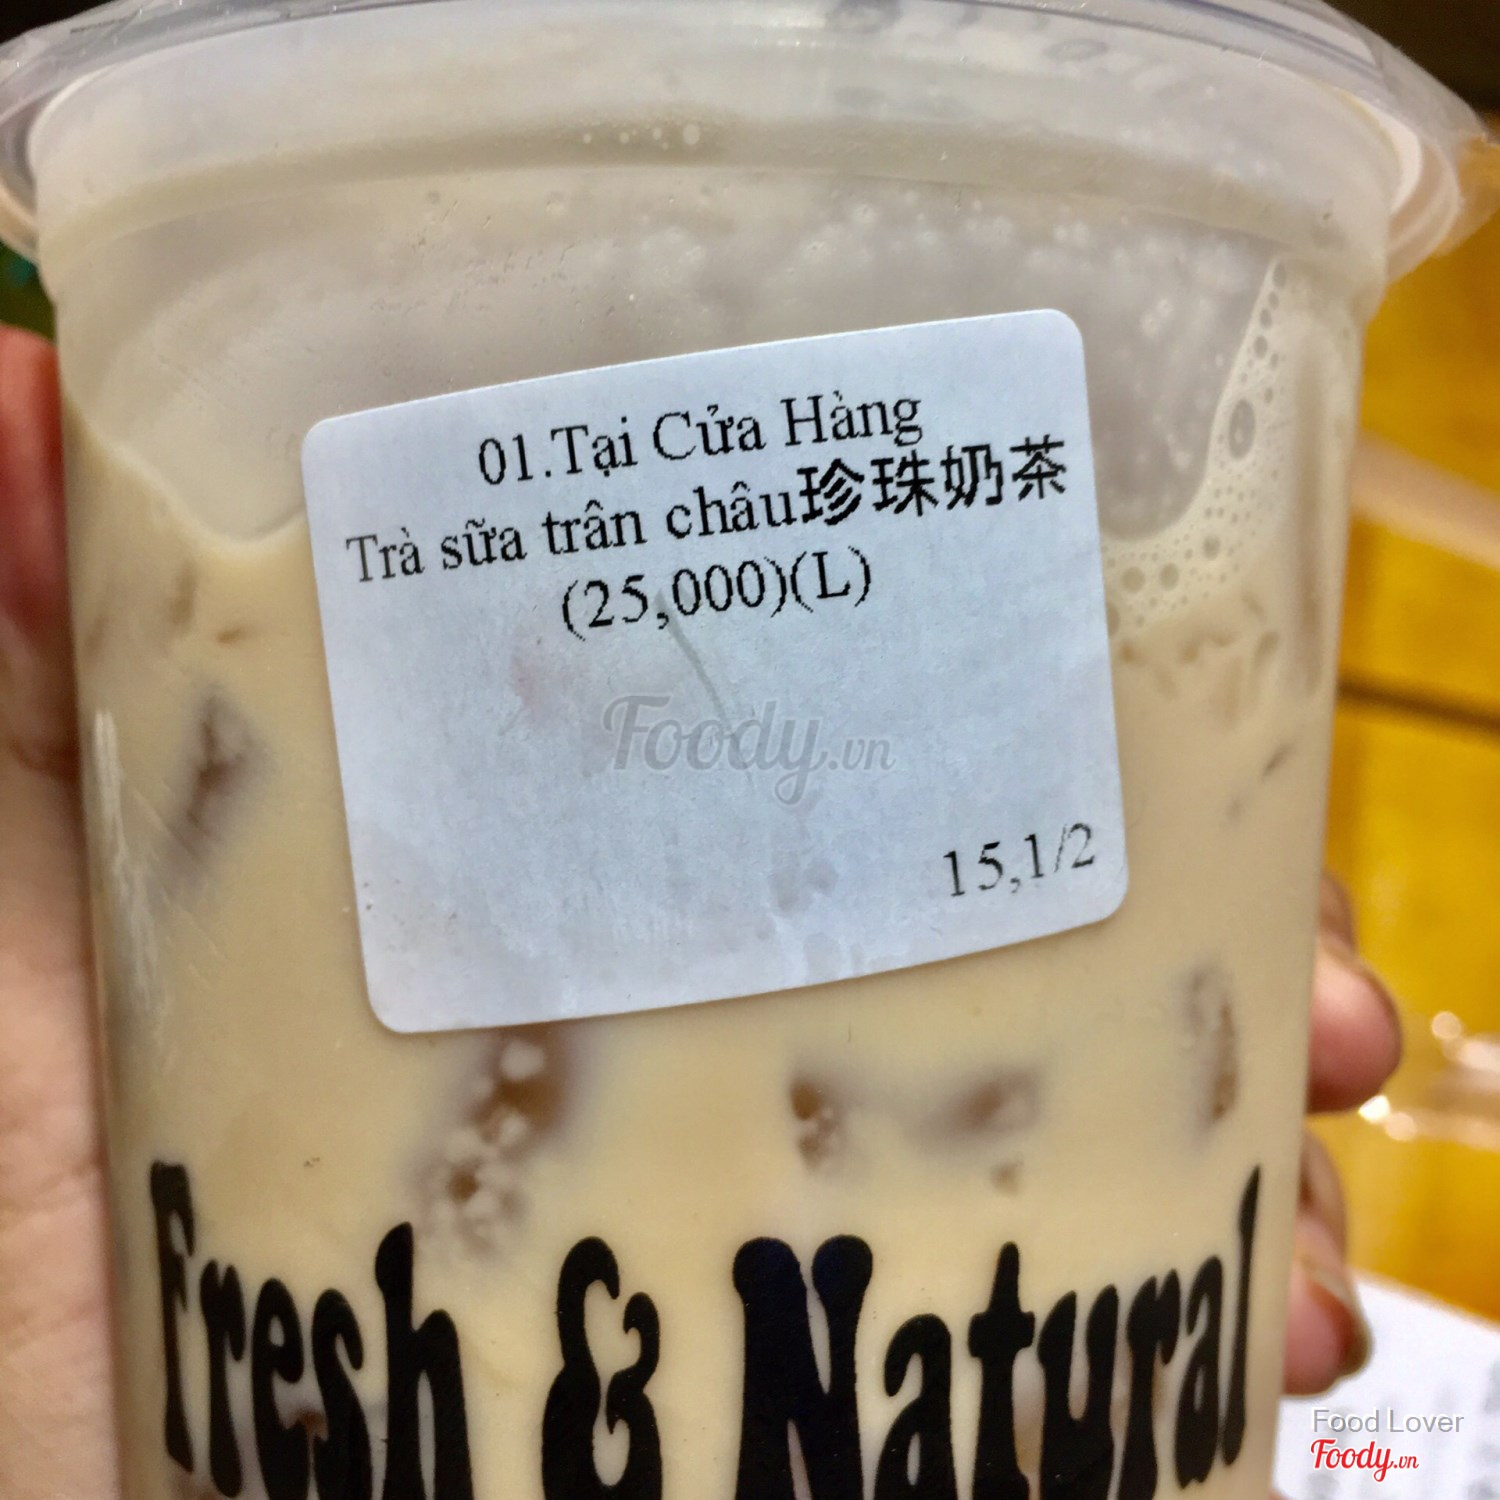 01.Tại Cửa Hàng
Trà sữa trân châu珍珠奶茶
(25,000)(L)
Foody.vn
15,1/2
Fresh & Natural
Food Lover
Foody.vn